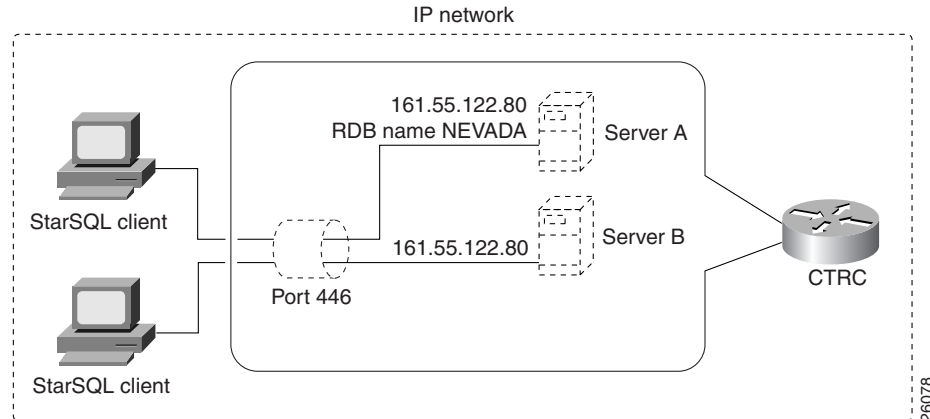 IP network
161.55.122.80
RDB name NEVADA
Server A
StarSQL client
161.55.122.80
Server B
Port 446
CTRC
StarSQL client
26078